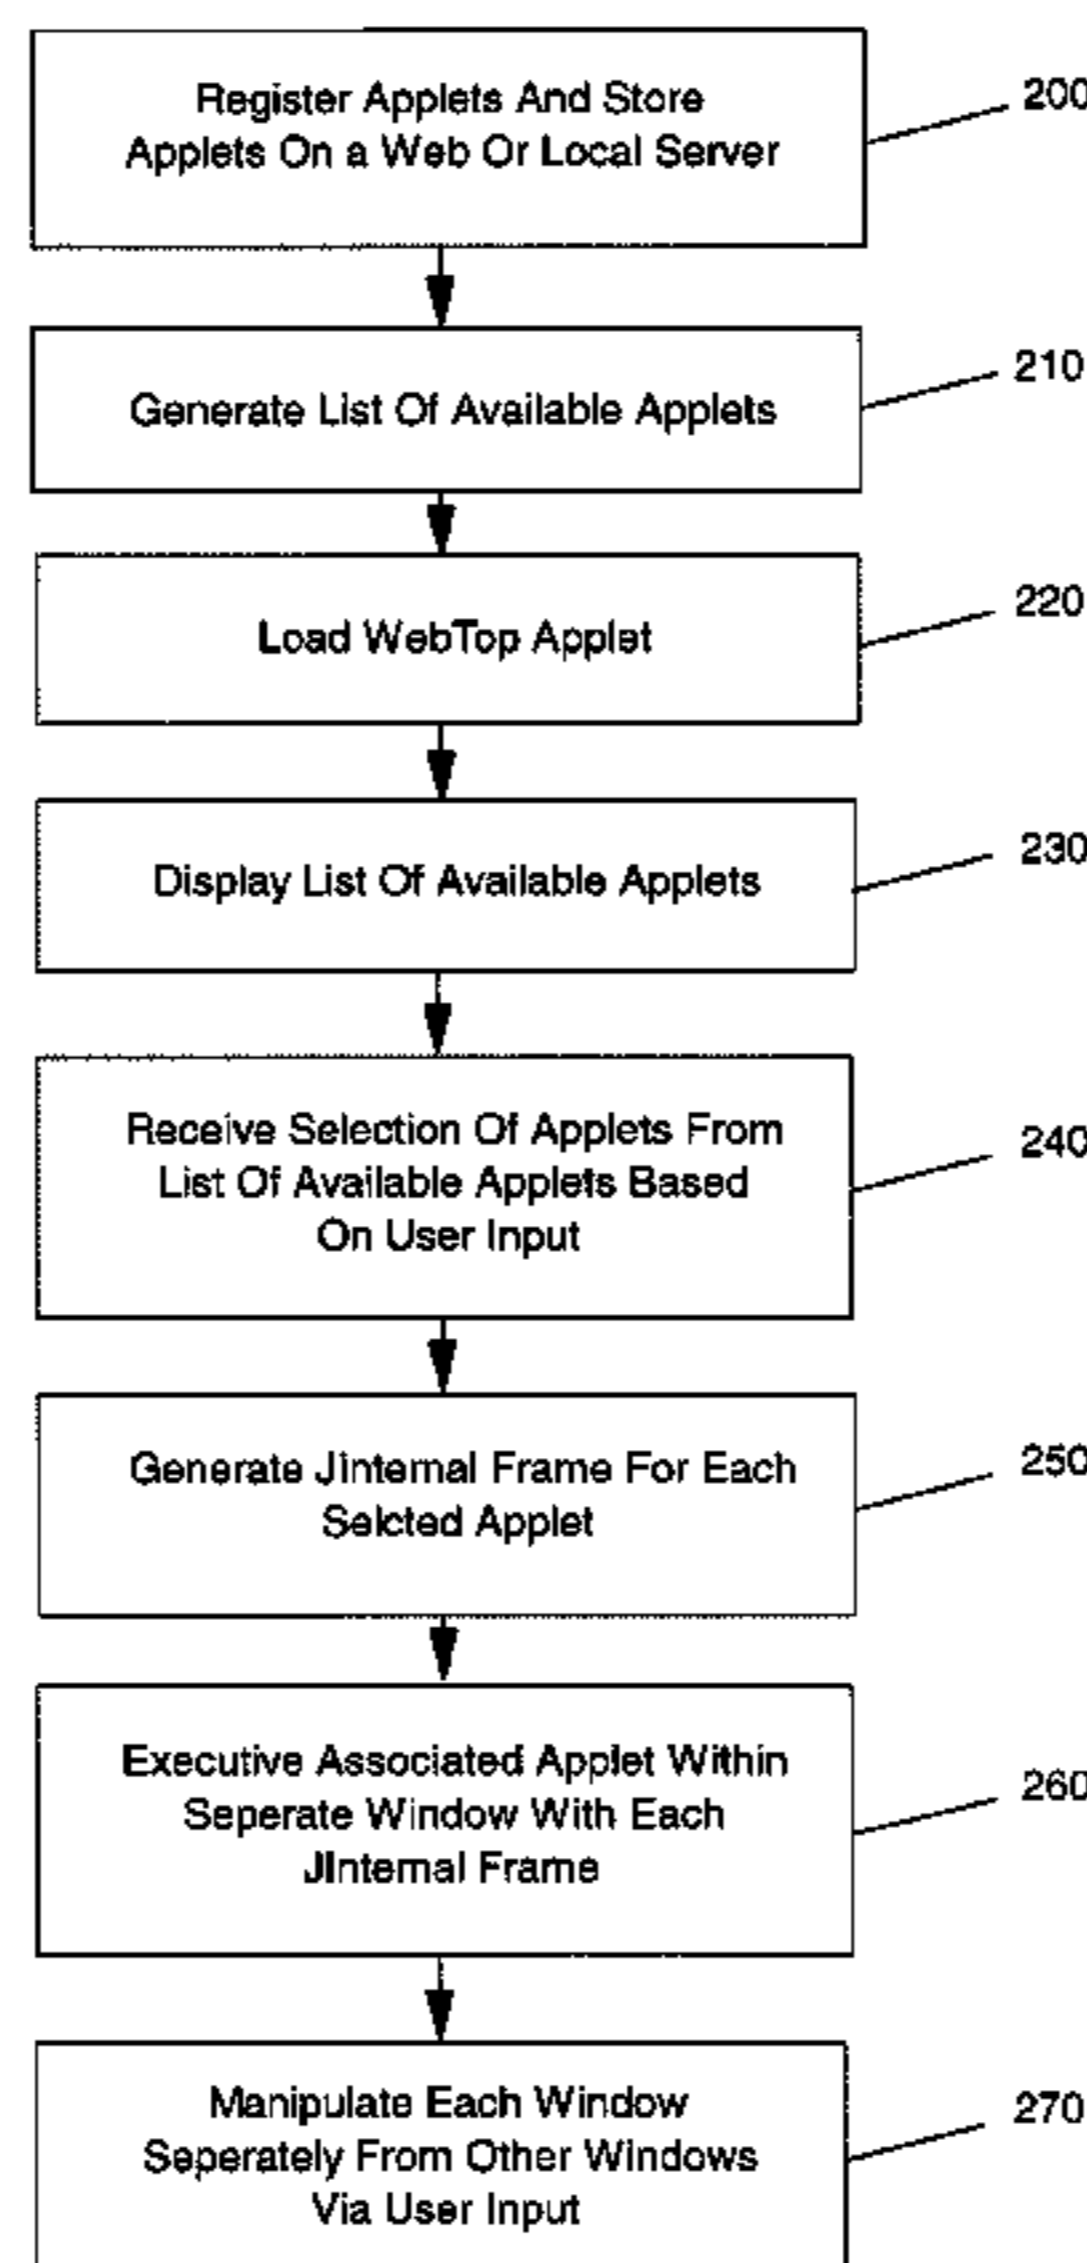 Register Applets And Store
Applets On a Web Or Local Server
200
Generate List Of Available Applets
210
Load WebTop Applet
220
Display List Of Available Applets
230
Receive Selection Of Applets From
List Of Available Applets Based
On User Input
240
Generate JInternal Frame For Each
Selcted Applet
250
Executive Associated Applet Within
Seperate Window With Each
JInternal Frame
260
Manipulate Each Window
Seperately From Other Windows
Via User Input
270